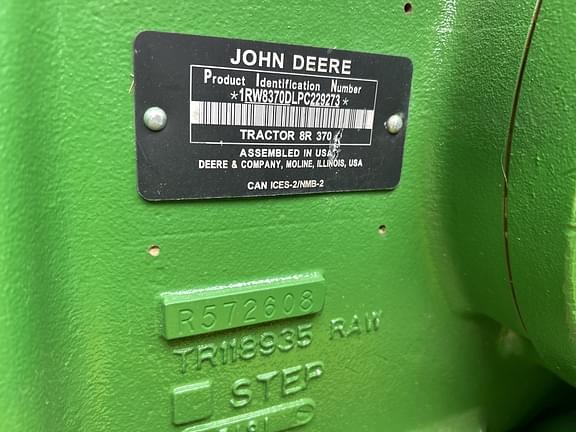 JOHN DEERE
Product Identification Number
*1RW8370DLPC229273*
TRACTOR 8R 370
ASSEMBLED IN USA
DEERE & COMPANY, MOLINE, ILLINOIS, USA
CAN ICES-2/NMB-2
R572608
TR118935 RAW
STEP